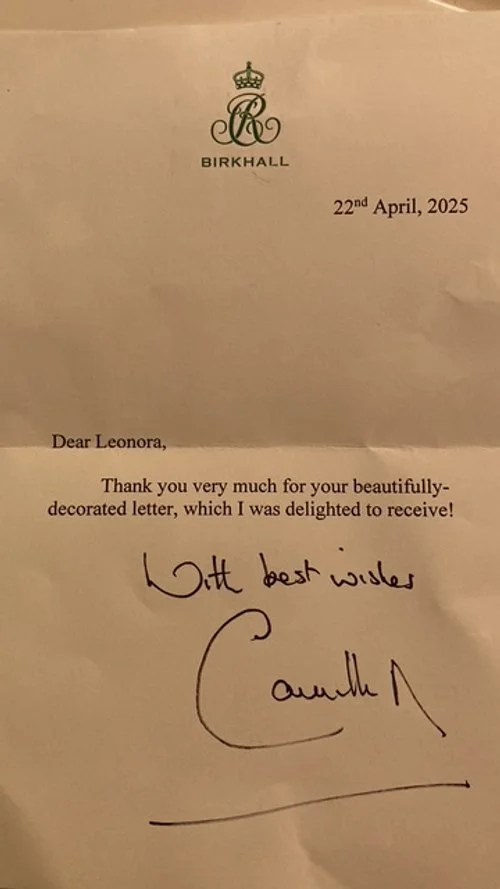 CR
BIRKHALL
22nd April, 2025
Dear Leonora,
Thank you very much for your beautifully-
decorated letter, which I was delighted to receive!
With best wishes
Camilla R